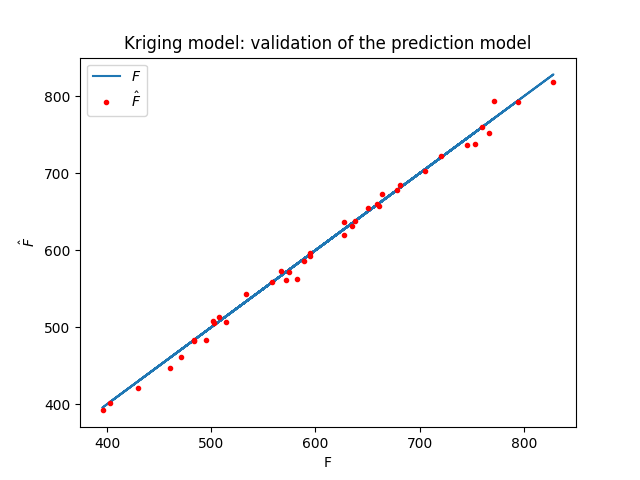 Kriging model: validation of the prediction model
F
F̂
800
700
600
500
400
F̂
400 500 600 700 800
F